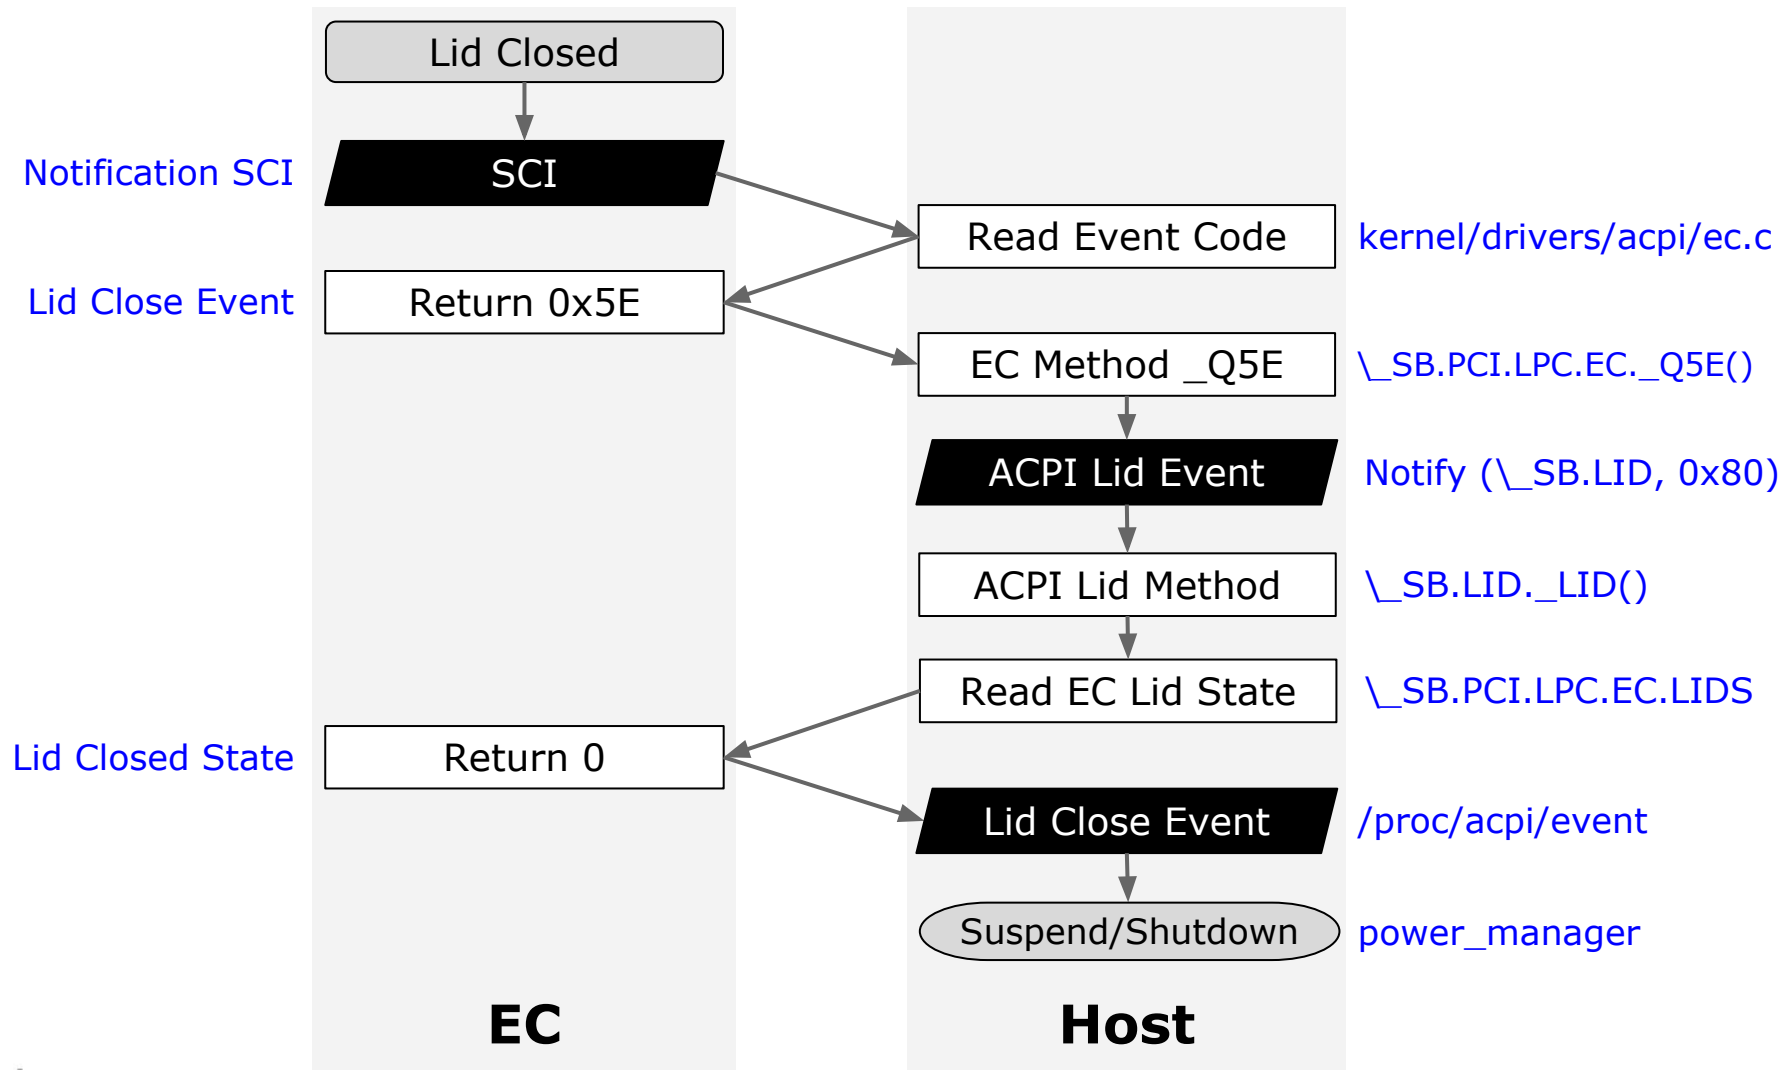 Lid Closed
Notification SCI
SCI
Read Event Code
kernel/drivers/acpi/ec.c
Lid Close Event
Return 0x5E
EC Method _Q5E
\_SB.PCI.LPC.EC._Q5E()
ACPI Lid Event
Notify (\_SB.LID, 0x80)
ACPI Lid Method
\_SB.LID._LID()
Read EC Lid State
\_SB.PCI.LPC.EC.LIDS
Lid Closed State
Return 0
Lid Close Event
/proc/acpi/event
Suspend/Shutdown
power_manager
EC
Host